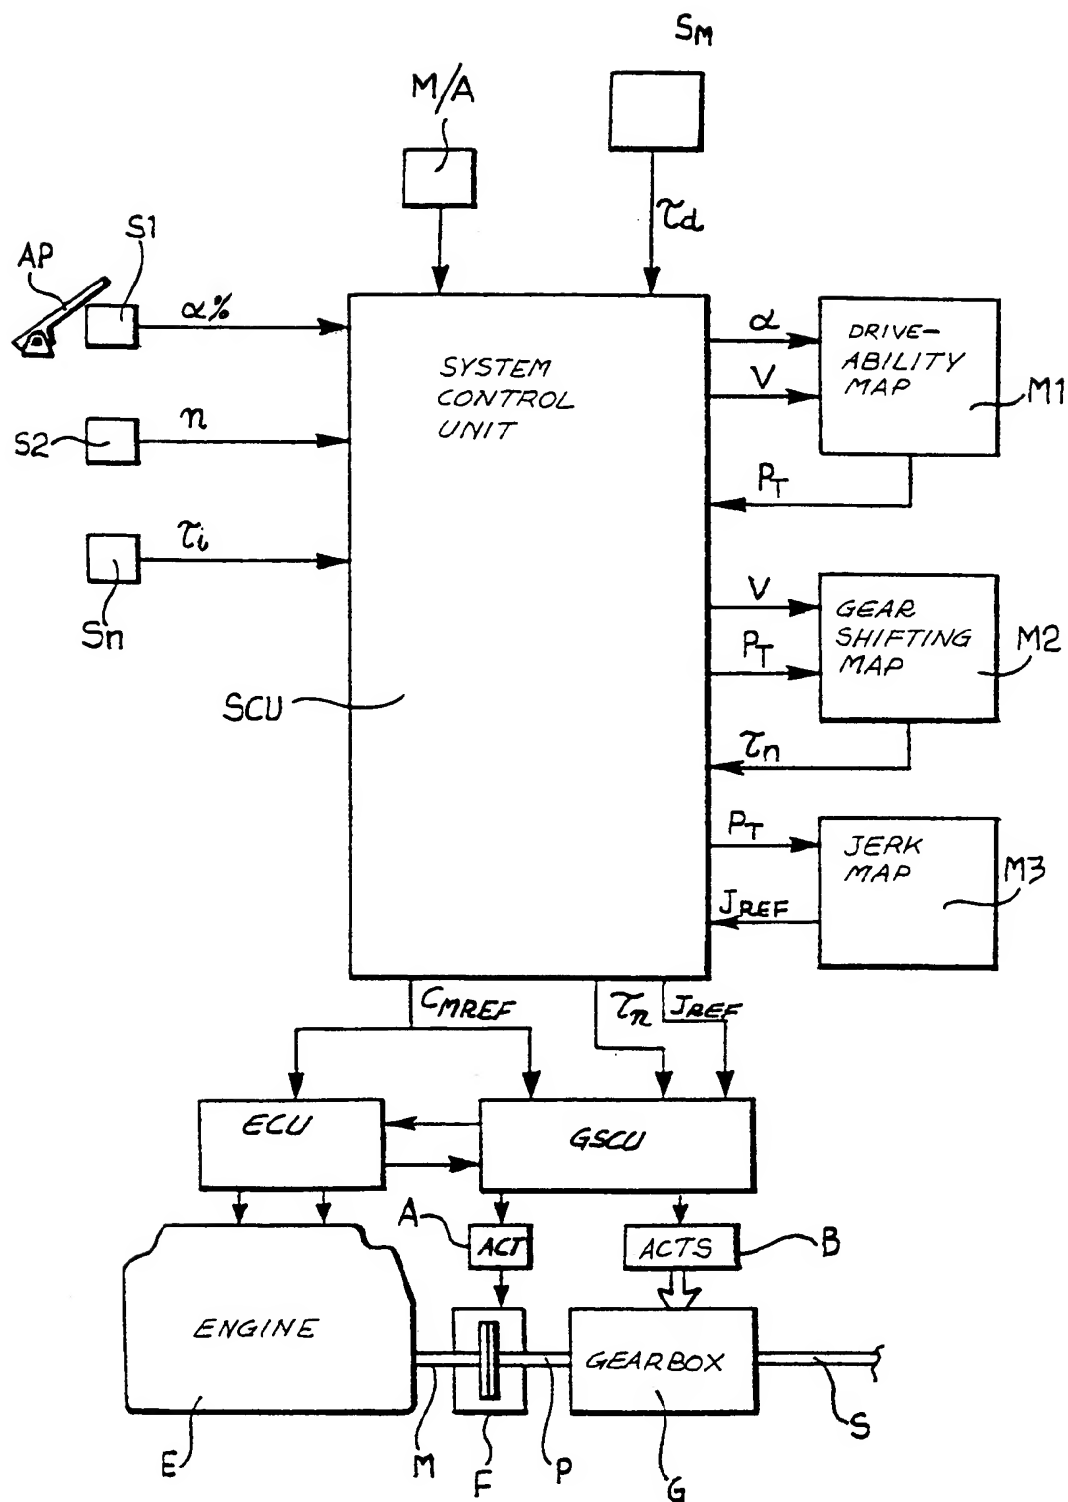 SM
M/A
τd
S1
AP
α%
α
DRIVE-
ABILITY
MAP
SYSTEM
CONTROL
UNIT
V
M1
n
S2
PT
τi
Sn
V
GEAR
SHIFTING
MAP
M2
PT
SCU
τn
PT
JERK
MAP
M3
JREF
CMREF
τn
JREF
ECU
GSCU
A
ACT
ACTS
B
ENGINE
GEARBOX
E
M
F
P
G
S